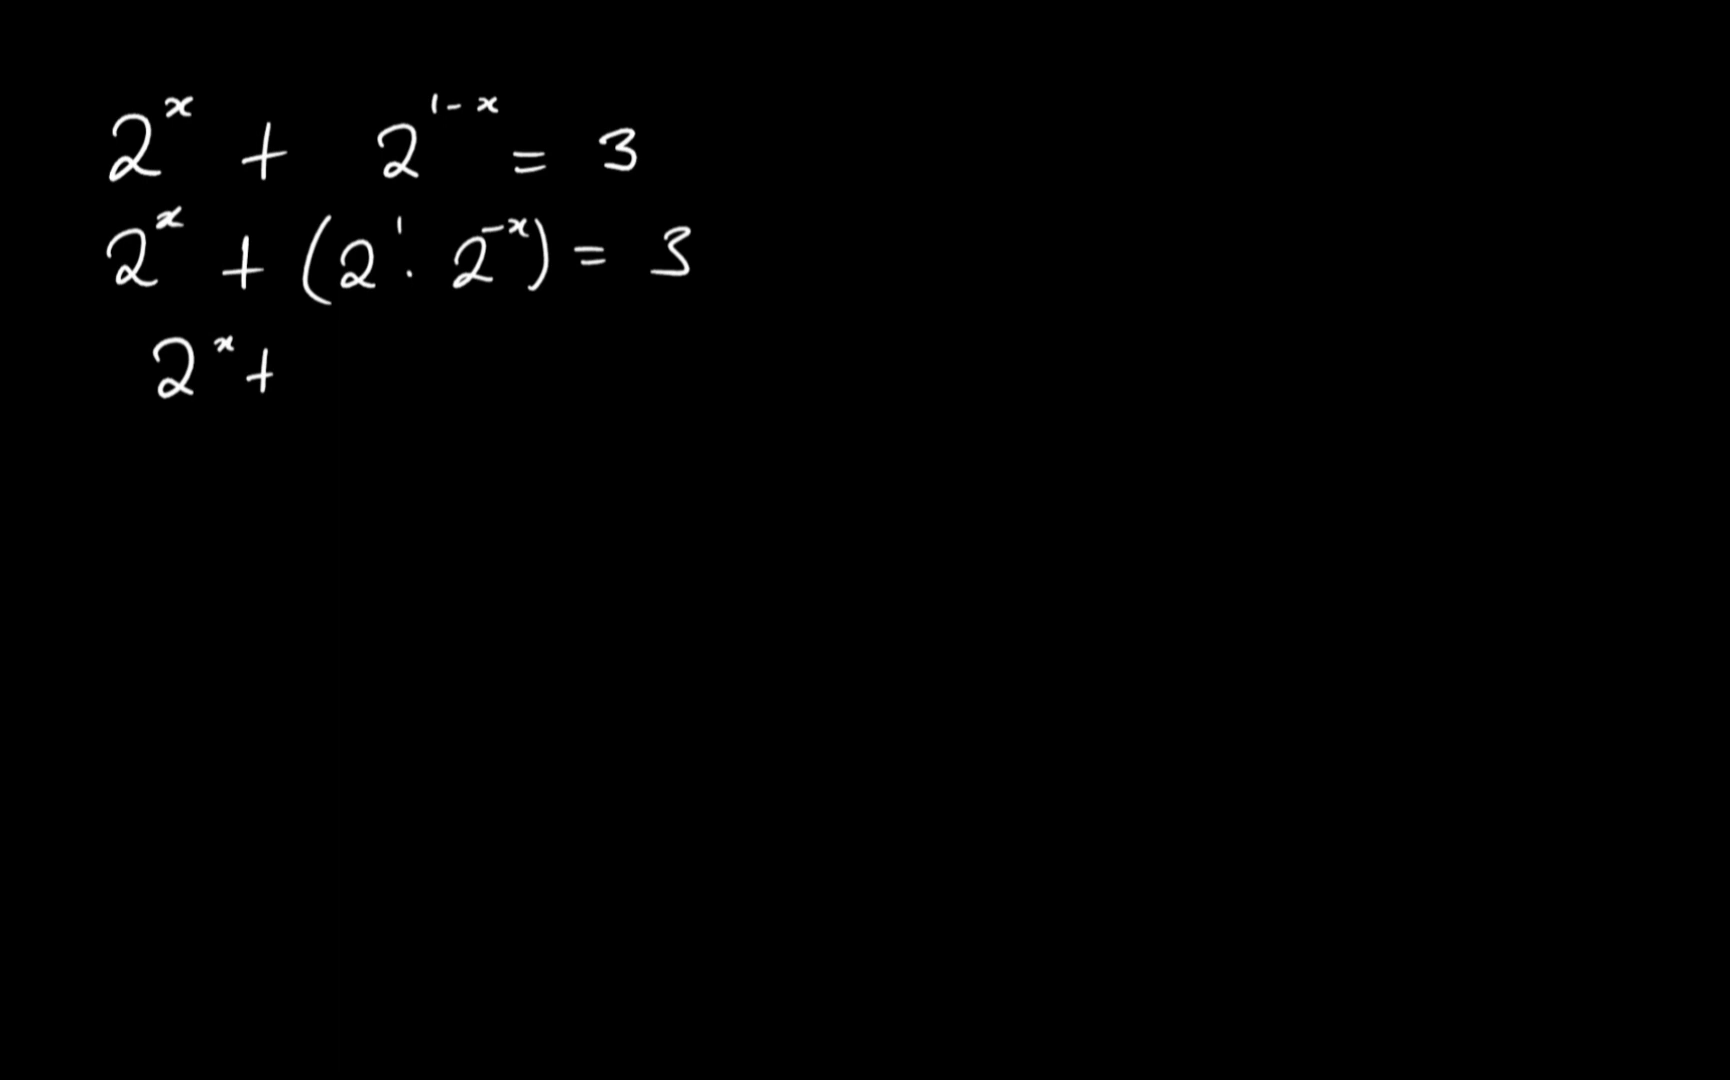 2^x + 2^{1-x} = 3
2^x + (2^1 · 2^{-x}) = 3
2^x +